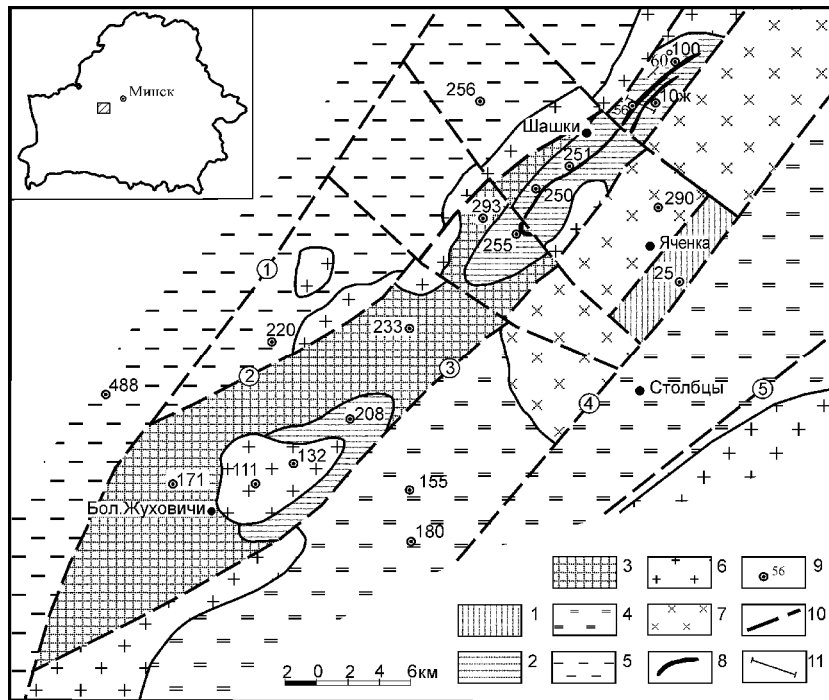 Минск
256
60°
100
56
10ж
Шашки
251
250
293
290
255
Яченка
25
1
220
233
2
3
488
Столбцы
5
4
208
132
171
111
155
Бол.Жуховичи
180
3 6 56 9
1 4 7 10
2 5 8 11
2 0 2 6км